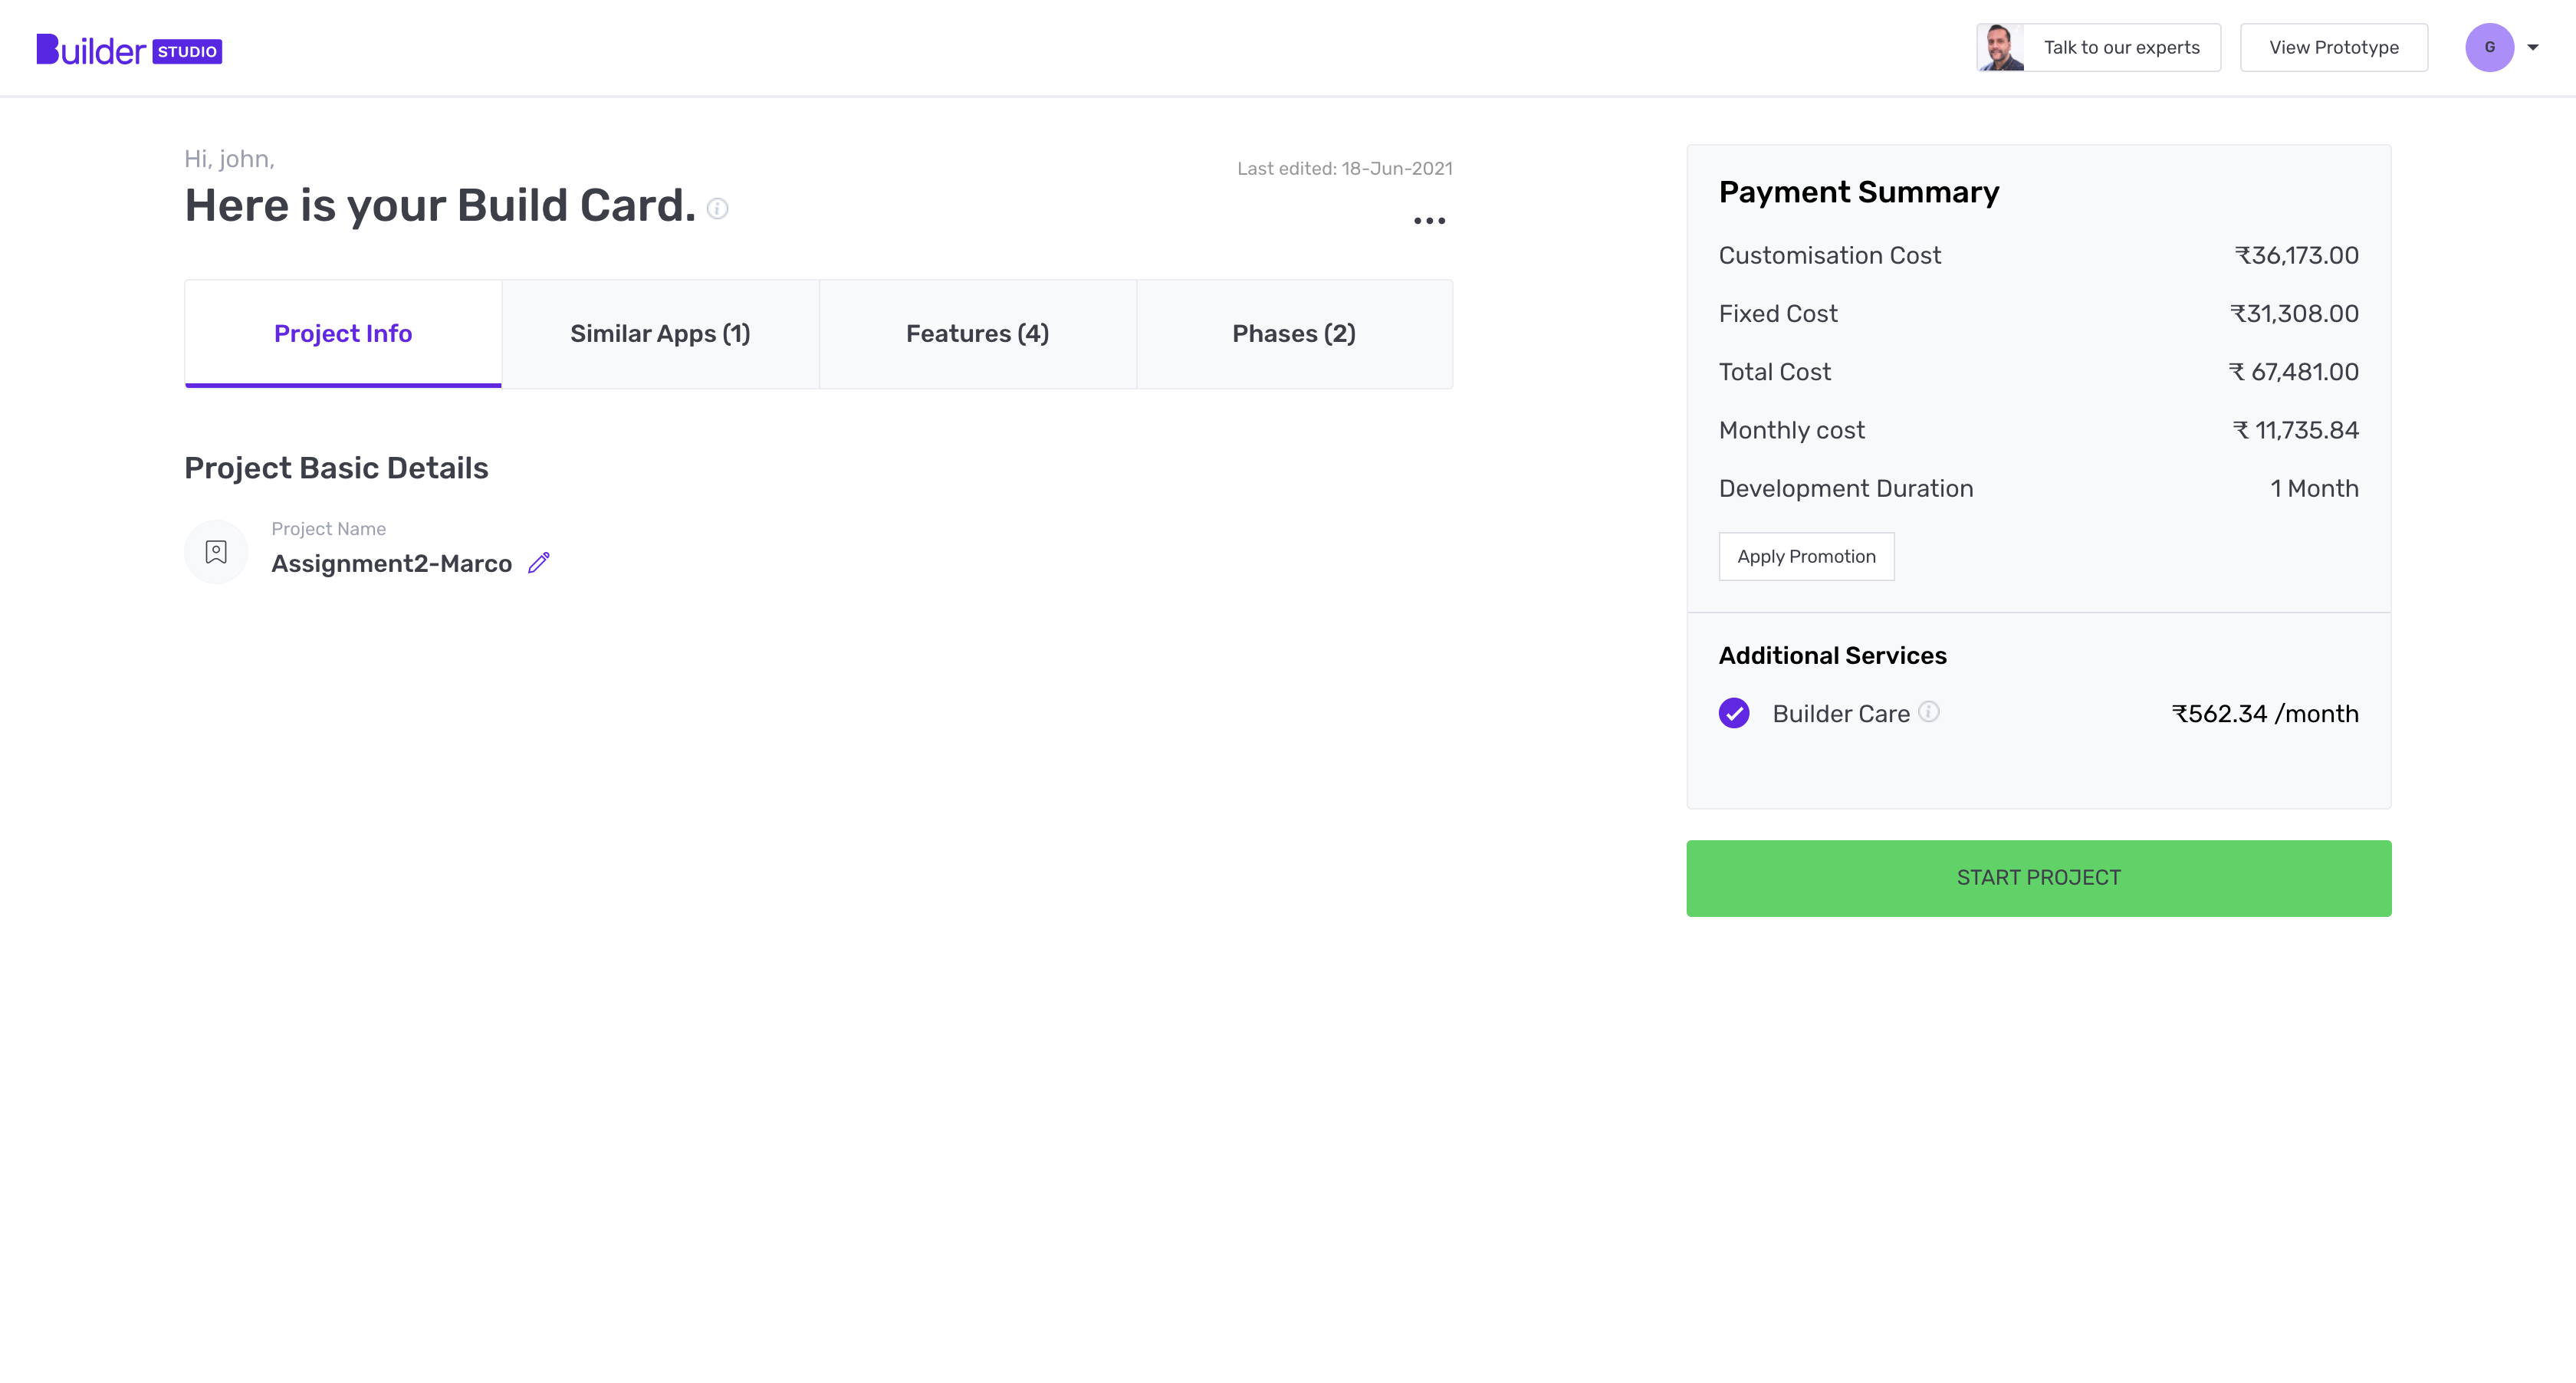 Builder STUDIO
Talk to our experts
View Prototype
G
Hi, john,
Here is your Build Card.
Last edited: 18-Jun-2021
Project Info
Similar Apps (1)
Features (4)
Phases (2)
Project Basic Details
Project Name
Assignment2-Marco
Payment Summary
Customisation Cost ₹36,173.00
Fixed Cost ₹31,308.00
Total Cost ₹ 67,481.00
Monthly cost ₹ 11,735.84
Development Duration 1 Month
Apply Promotion
Additional Services
Builder Care ₹562.34 /month
START PROJECT